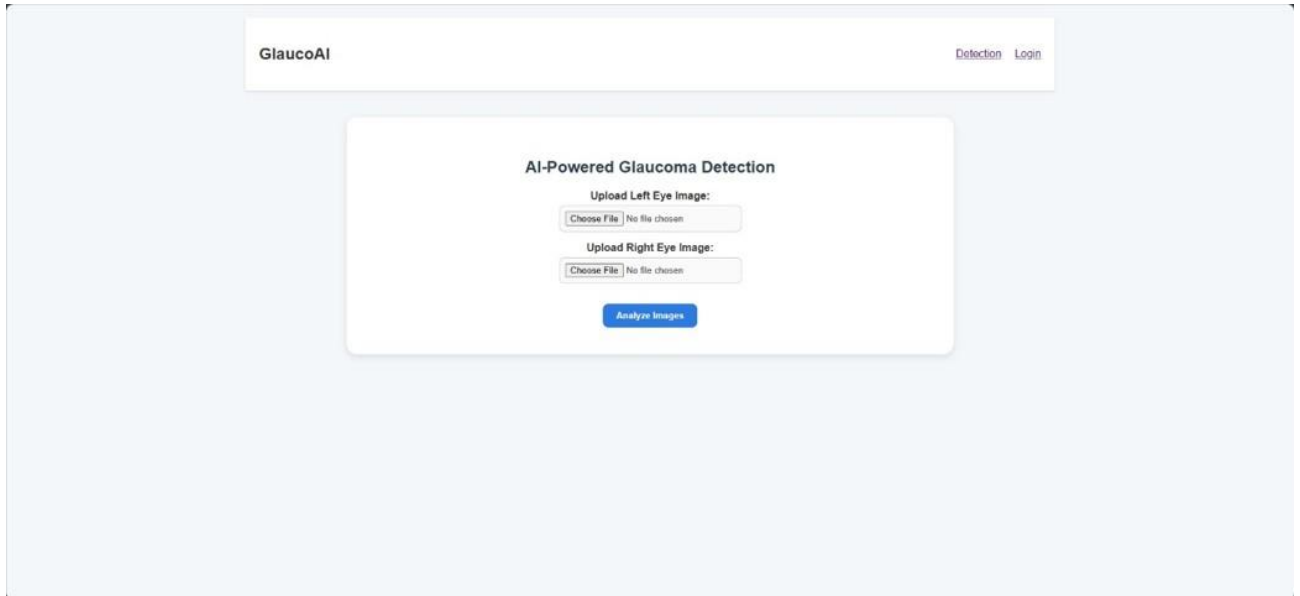 GlaucoAI
Detection Login
AI-Powered Glaucoma Detection
Upload Left Eye Image:
Choose File No file chosen
Upload Right Eye Image:
Choose File No file chosen
Analyze Images